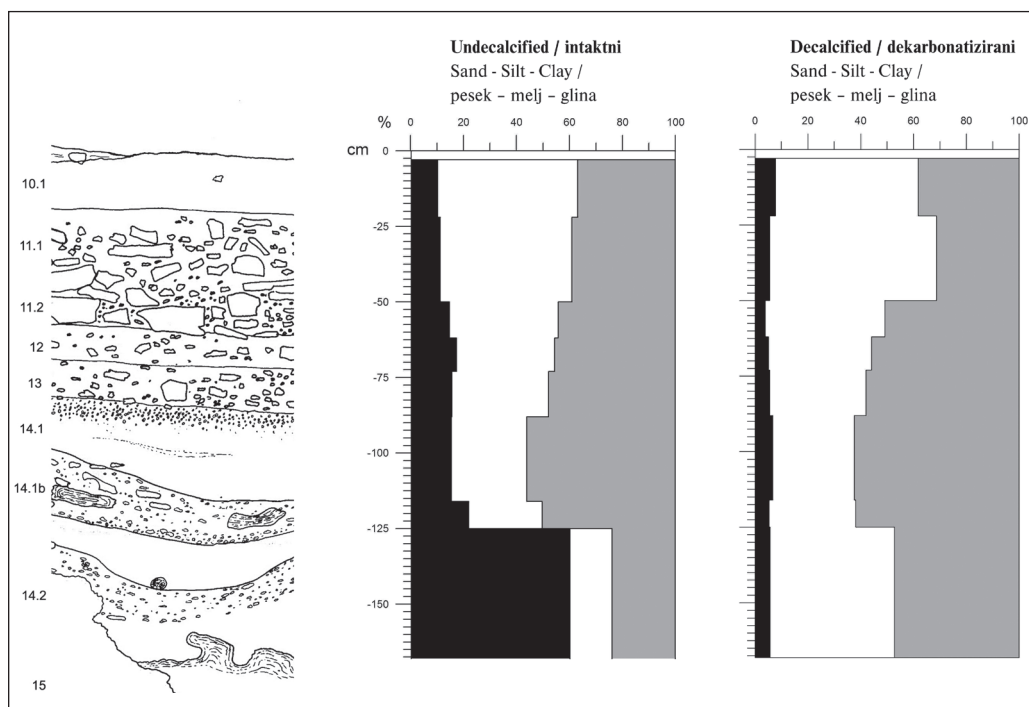 Undecalcified / intaktni
Sand - Silt - Clay /
pesek – melj – glina
Decalcified / dekarbonatizirani
Sand - Silt - Clay /
pesek – melj – glina
% 0 20 40 60 80 100
0 20 40 60 80 100
cm 0
-25
-50
-75
-100
-125
-150
10.1
11.1
11.2
12
13
14.1
14.1b
14.2
15